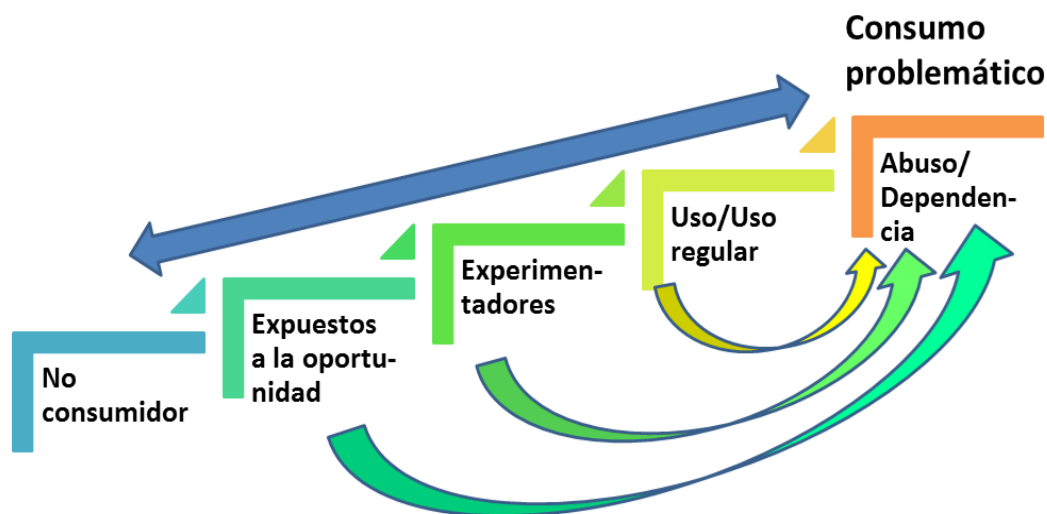 Consumo
problemático
Abuso/
Dependen-
cia
Uso/Uso
regular
Experimen-
tadores
Expuestos
a la oportu-
nidad
No
consumidor